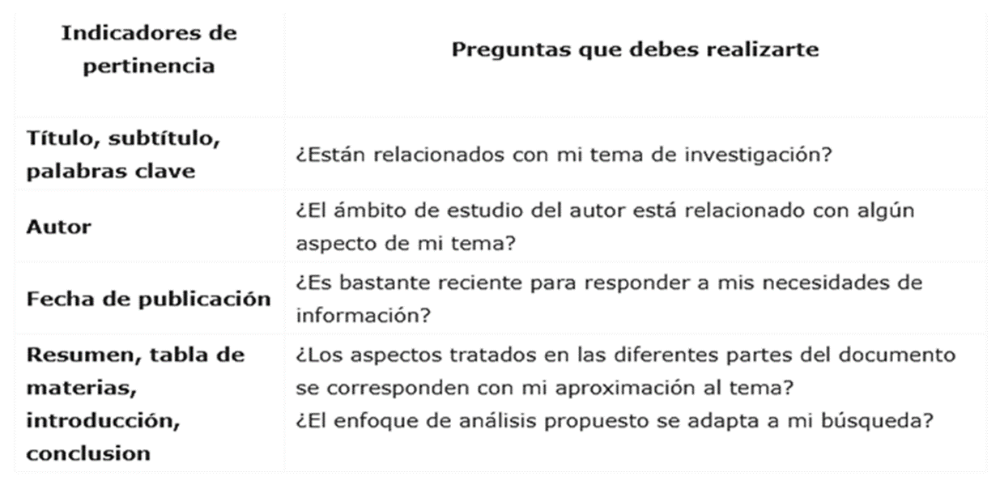 Indicadores de
pertinencia
Preguntas que debes realizarte
Título, subtítulo,
palabras clave
¿Están relacionados con mi tema de investigación?
Autor
¿El ámbito de estudio del autor está relacionado con algún
aspecto de mi tema?
Fecha de publicación
¿Es bastante reciente para responder a mis necesidades de
información?
Resumen, tabla de
materias,
introducción,
conclusion
¿Los aspectos tratados en las diferentes partes del documento
se corresponden con mi aproximación al tema?
¿El enfoque de análisis propuesto se adapta a mi búsqueda?